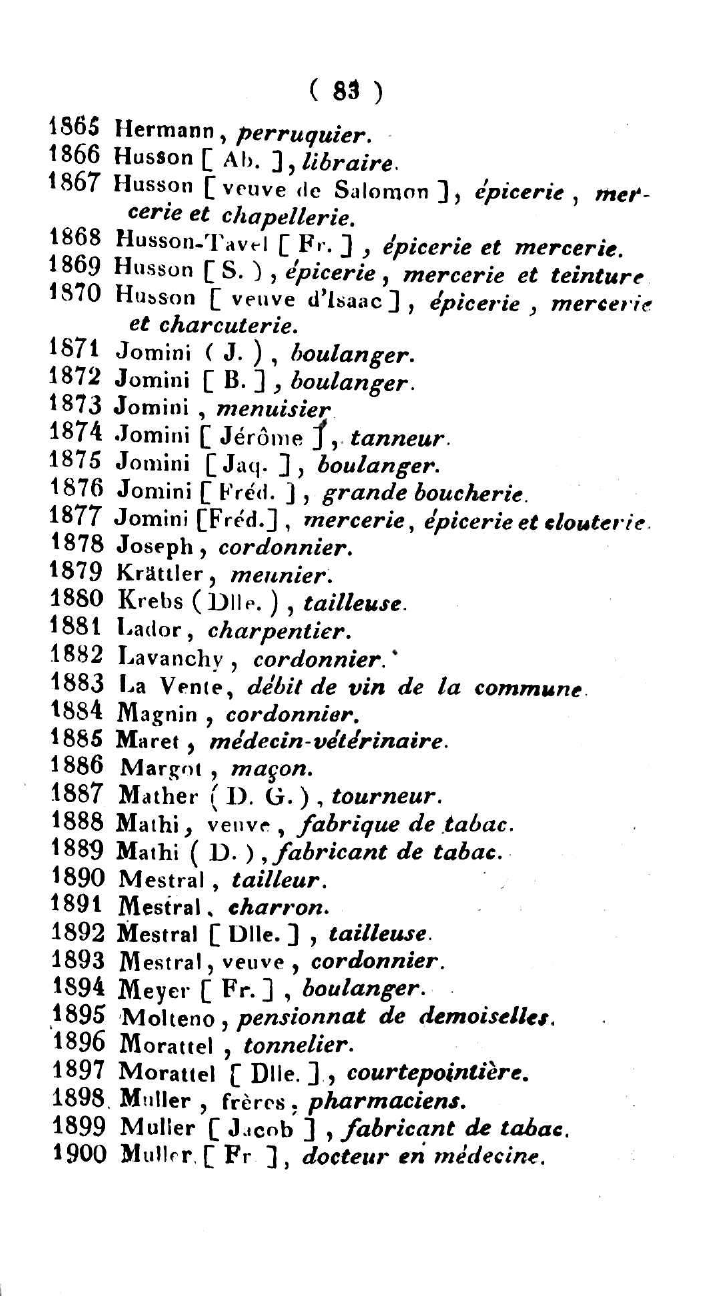 ( 83 )
1865 Hermann, perruquier.
1866 Husson [ Ab. ], libraire.
1867 Husson [ veuve de Salomon ], épicerie, mer-
cerie et chapellerie.
1868 Husson-Tavel [ Fr. ], épicerie et mercerie.
1869 Husson [ S. ), épicerie, mercerie et teinture
1870 Husson [ veuve d'Isaac ], épicerie, mercerie
et charcuterie.
1871 Jomini ( J. ), boulanger.
1872 Jomini [ B. ], boulanger.
1873 Jomini, menuisier
1874 Jomini [ Jérôme ], tanneur.
1875 Jomini [ Jaq. ], boulanger.
1876 Jomini [ Fréd. ], grande boucherie.
1877 Jomini [Fréd.], mercerie, épicerie et clouterie.
1878 Joseph, cordonnier.
1879 Krättler, meunier.
1880 Krebs ( Dlle. ), tailleuse.
1881 Lador, charpentier.
1882 Lavanchy, cordonnier.
1883 La Vente, débit de vin de la commune.
1884 Magnin, cordonnier.
1885 Maret, médecin-vétérinaire.
1886 Margot, maçon.
1887 Mather ( D. G. ), tourneur.
1888 Mathi, veuve, fabrique de tabac.
1889 Mathi ( D. ), fabricant de tabac.
1890 Mestral, tailleur.
1891 Mestral, charron.
1892 Mestral [ Dlle. ], tailleuse.
1893 Mestral, veuve, cordonnier.
1894 Meyer [ Fr. ], boulanger.
1895 Molteno, pensionnat de demoiselles.
1896 Morattel, tonnelier.
1897 Morattel [ Dlle. ], courtepointière.
1898 Muller, frères, pharmaciens.
1899 Muller [ Jacob ], fabricant de tabac.
1900 Muller [ Fr ], docteur en médecine.